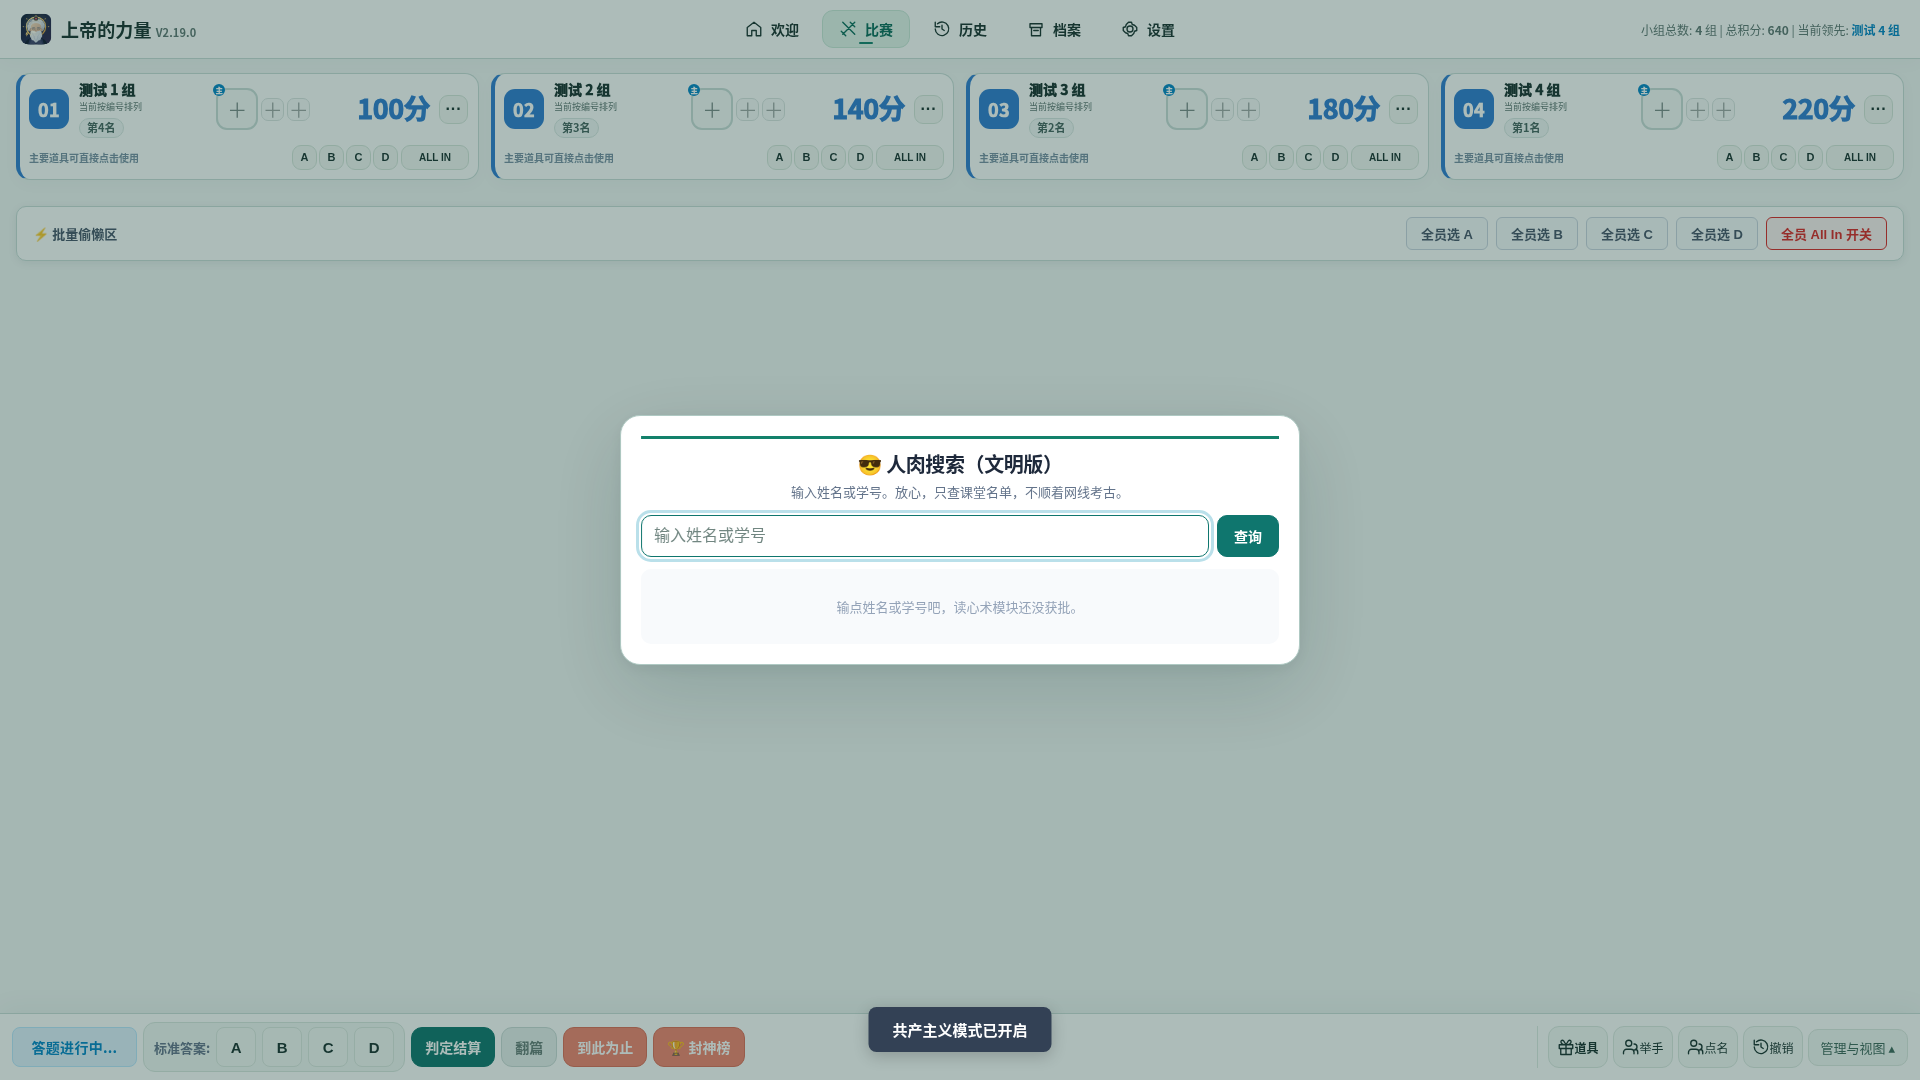 上帝的力量 V2.19.0
欢迎
比赛
历史
档案
设置
小组总数: 4 组 | 总积分: 640 | 当前领先: 测试 4 组
01
测试 1 组
当前按编号排列
第4名
主
100分
...
主要道具可直接点击使用
A B C D ALL IN
02
测试 2 组
当前按编号排列
第3名
主
140分
...
主要道具可直接点击使用
A B C D ALL IN
03
测试 3 组
当前按编号排列
第2名
主
180分
...
主要道具可直接点击使用
A B C D ALL IN
04
测试 4 组
当前按编号排列
第1名
主
220分
...
主要道具可直接点击使用
A B C D ALL IN
⚡ 批量偷懒区
全员选 A
全员选 B
全员选 C
全员选 D
全员 All In 开关
😎 人肉搜索（文明版）
输入姓名或学号。放心，只查课堂名单，不顺着网线考古。
输入姓名或学号
查询
输点姓名或学号吧，读心术模块还没获批。
共产主义模式已开启
答题进行中...
标准答案: A B C D
判定结算
翻篇
到此为止
🏆 封神榜
道具
举手
点名
撤销
管理与视图 ▴